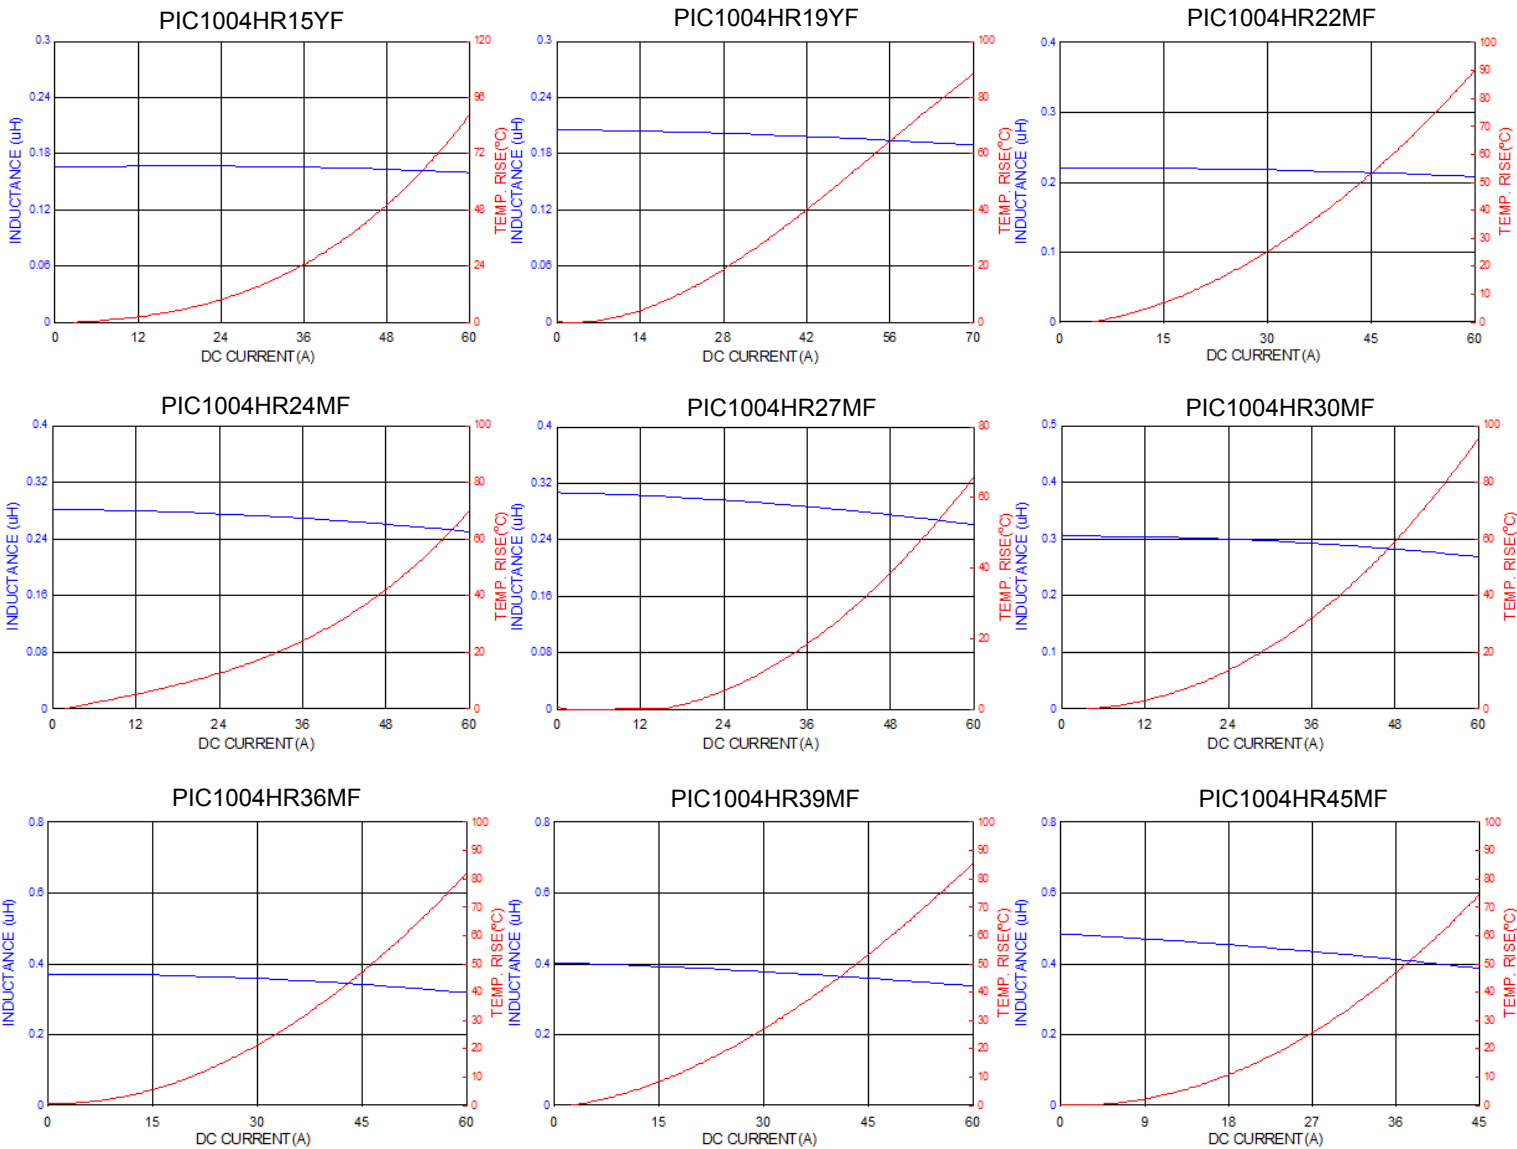 PIC1004HR15YF
INDUCTANCE (uH)
0.3
0.24
0.18
0.12
0.06
0
120
96
72
48
24
0
TEMP. RISE(ºC)
0 12 24 36 48 60
DC CURRENT(A)
PIC1004HR19YF
INDUCTANCE (uH)
0.3
0.24
0.18
0.12
0.06
0
100
80
60
40
20
0
TEMP. RISE(ºC)
0 14 28 42 56 70
DC CURRENT(A)
PIC1004HR22MF
INDUCTANCE (uH)
0.4
0.3
0.2
0.1
0
100
90
80
70
60
50
40
30
20
10
0
TEMP. RISE(ºC)
0 15 30 45 60
DC CURRENT(A)
PIC1004HR24MF
INDUCTANCE (uH)
0.4
0.32
0.24
0.16
0.08
0
100
80
60
40
20
0
TEMP. RISE(ºC)
0 12 24 36 48 60
DC CURRENT(A)
PIC1004HR27MF
INDUCTANCE (uH)
0.4
0.32
0.24
0.16
0.08
0
80
60
40
20
0
TEMP. RISE(ºC)
0 12 24 36 48 60
DC CURRENT(A)
PIC1004HR30MF
INDUCTANCE (uH)
0.5
0.4
0.3
0.2
0.1
0
100
80
60
40
20
0
TEMP. RISE(ºC)
0 12 24 36 48 60
DC CURRENT(A)
PIC1004HR36MF
INDUCTANCE (uH)
0.8
0.6
0.4
0.2
0
100
90
80
70
60
50
40
30
20
10
0
TEMP. RISE(ºC)
0 15 30 45 60
DC CURRENT(A)
PIC1004HR39MF
INDUCTANCE (uH)
0.8
0.6
0.4
0.2
0
100
90
80
70
60
50
40
30
20
10
0
TEMP. RISE(ºC)
0 15 30 45 60
DC CURRENT(A)
PIC1004HR45MF
INDUCTANCE (uH)
0.8
0.6
0.4
0.2
0
100
90
80
70
60
50
40
30
20
10
0
TEMP. RISE(ºC)
0 9 18 27 36 45
DC CURRENT(A)